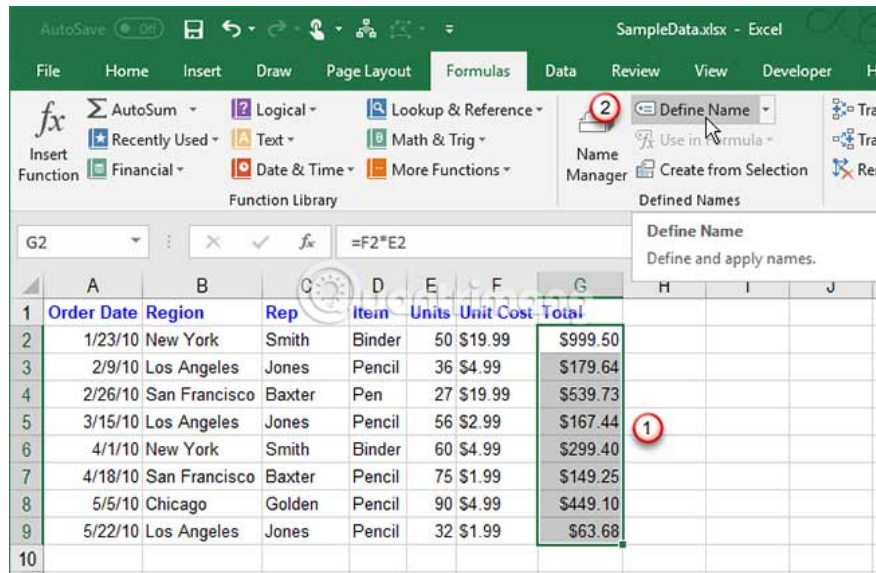 AutoSave Off SampleData.xlsx - Excel
File Home Insert Draw Page Layout Formulas Data Review View Developer H
AutoSum Logical Lookup & Reference 2 Define Name Tra
fx Recently Used Text Math & Trig Use in Formula Tra
Insert Function Financial Date & Time More Functions Name Manager Create from Selection Re
Function Library Defined Names
G2 fx =F2*E2
Define Name
Define and apply names.
A B C D E F G H I J
1 Order Date Region Rep Item Units Unit Cost Total
2 1/23/10 New York Smith Binder 50 $19.99 $999.50
3 2/9/10 Los Angeles Jones Pencil 36 $4.99 $179.64
4 2/26/10 San Francisco Baxter Pen 27 $19.99 $539.73
5 3/15/10 Los Angeles Jones Pencil 56 $2.99 $167.44 1
6 4/1/10 New York Smith Binder 60 $4.99 $299.40
7 4/18/10 San Francisco Baxter Pencil 75 $1.99 $149.25
8 5/5/10 Chicago Golden Pencil 90 $4.99 $449.10
9 5/22/10 Los Angeles Jones Pencil 32 $1.99 $63.68
10